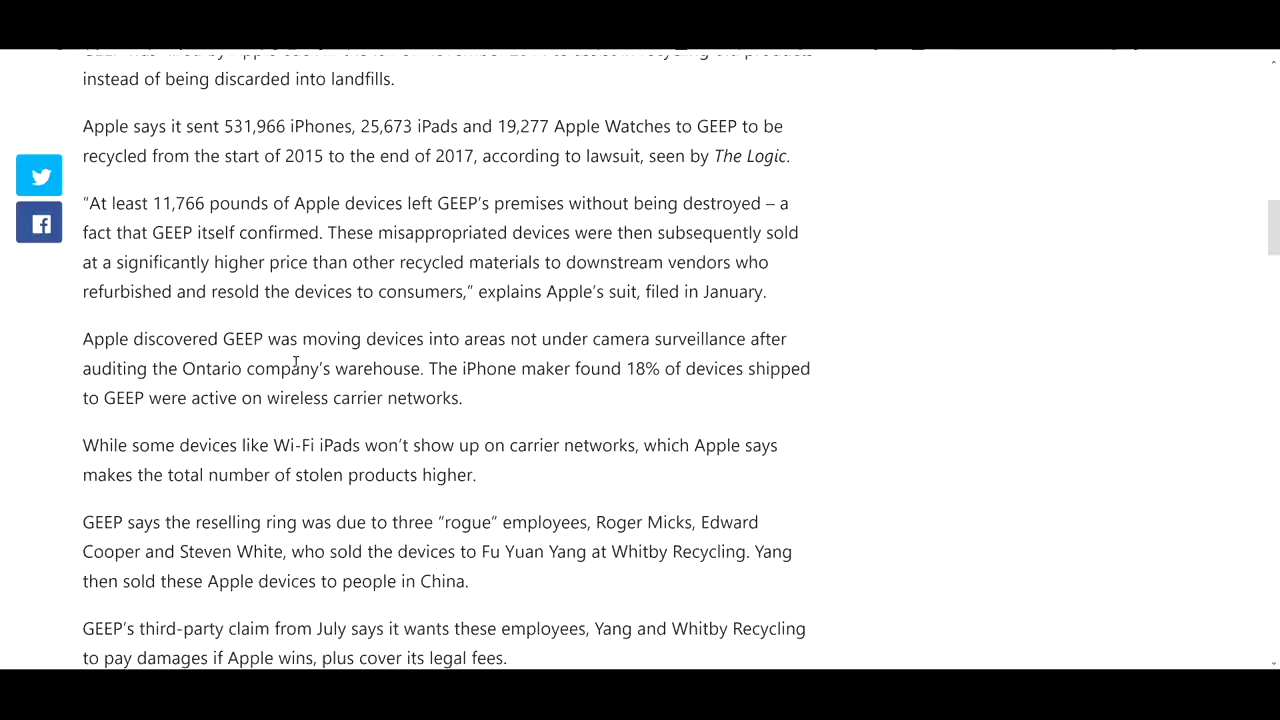 instead of being discarded into landfills.
Apple says it sent 531,966 iPhones, 25,673 iPads and 19,277 Apple Watches to GEEP to be
recycled from the start of 2015 to the end of 2017, according to lawsuit, seen by The Logic.
“At least 11,766 pounds of Apple devices left GEEP’s premises without being destroyed – a
fact that GEEP itself confirmed. These misappropriated devices were then subsequently sold
at a significantly higher price than other recycled materials to downstream vendors who
refurbished and resold the devices to consumers,” explains Apple’s suit, filed in January.
Apple discovered GEEP was moving devices into areas not under camera surveillance after
auditing the Ontario company’s warehouse. The iPhone maker found 18% of devices shipped
to GEEP were active on wireless carrier networks.
While some devices like Wi-Fi iPads won’t show up on carrier networks, which Apple says
makes the total number of stolen products higher.
GEEP says the reselling ring was due to three “rogue” employees, Roger Micks, Edward
Cooper and Steven White, who sold the devices to Fu Yuan Yang at Whitby Recycling. Yang
then sold these Apple devices to people in China.
GEEP’s third-party claim from July says it wants these employees, Yang and Whitby Recycling
to pay damages if Apple wins, plus cover its legal fees.